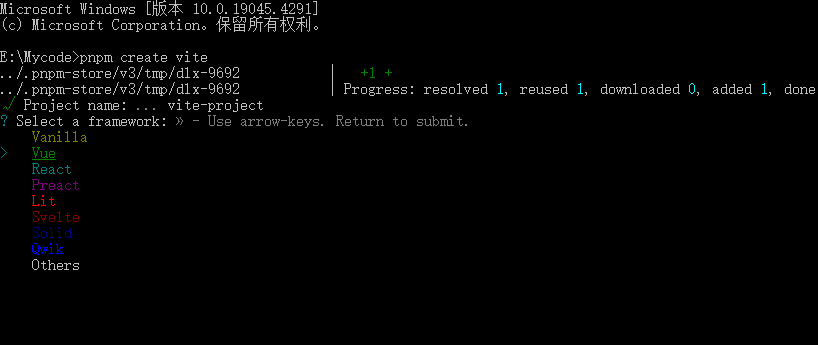 Microsoft Windows [版本 10.0.19045.4291]
(c) Microsoft Corporation。保留所有权利。
E:\Mycode>pnpm create vite
../.pnpm-store/v3/tmp/dlx-9692 | +1 +
../.pnpm-store/v3/tmp/dlx-9692 | Progress: resolved 1, reused 1, downloaded 0, added 1, done
√ Project name: ... vite-project
? Select a framework: » - Use arrow-keys. Return to submit.
Vanilla
> Vue
React
Preact
Lit
Svelte
Solid
Qwik
Others